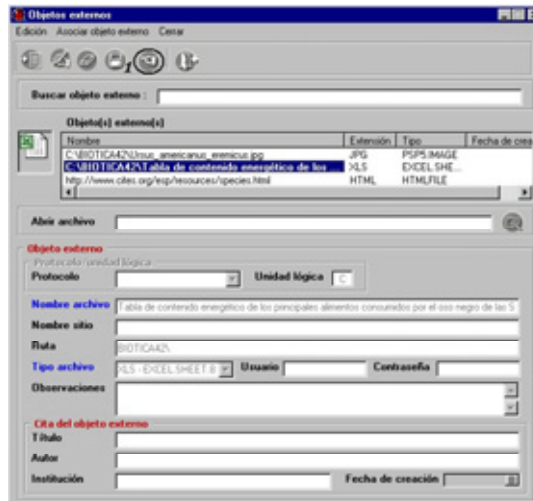 Objetos externos
Edición Asociar objeto externo Cerrar
1
Buscar objeto externo :
Objeto(s) externo(s)
Nombre Extensión Tipo Fecha de crea
C:\BIOTICA42\Ursus_americanus_eremicus.jpg JPG PSP5.IMAGE
C:\BIOTICA42\Tabla de contenido energético de los ... XLS EXCEL.SHE...
http://www.cites.org/esp/resources/species.html HTML HTMLFILE
Abrir archivo
Objeto externo
Protocolo/unidad lógica
Protocolo Unidad lógica C
Nombre archivo Tabla de contenido energético de los principales alimentos consumidos por el oso negro de las S
Nombre sitio
Ruta BIOTICA42\
Tipo archivo XLS - EXCEL.SHEET.8 Usuario Contraseña
Observaciones
Cita del objeto externo
Título
Autor
Institución Fecha de creación